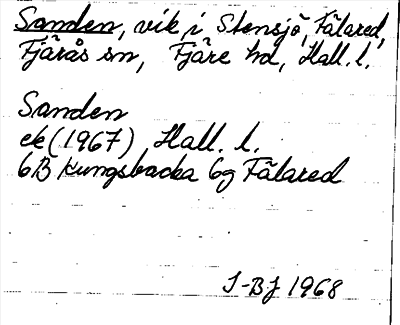 Sanden, vik i Stensjö, Fälared,
Fjärås sn, Fjäre hd, Hall. l.
Sanden
ek (1967) Hall. l.
6B Kungsbacka 6g Fälared
I-BJ 1968